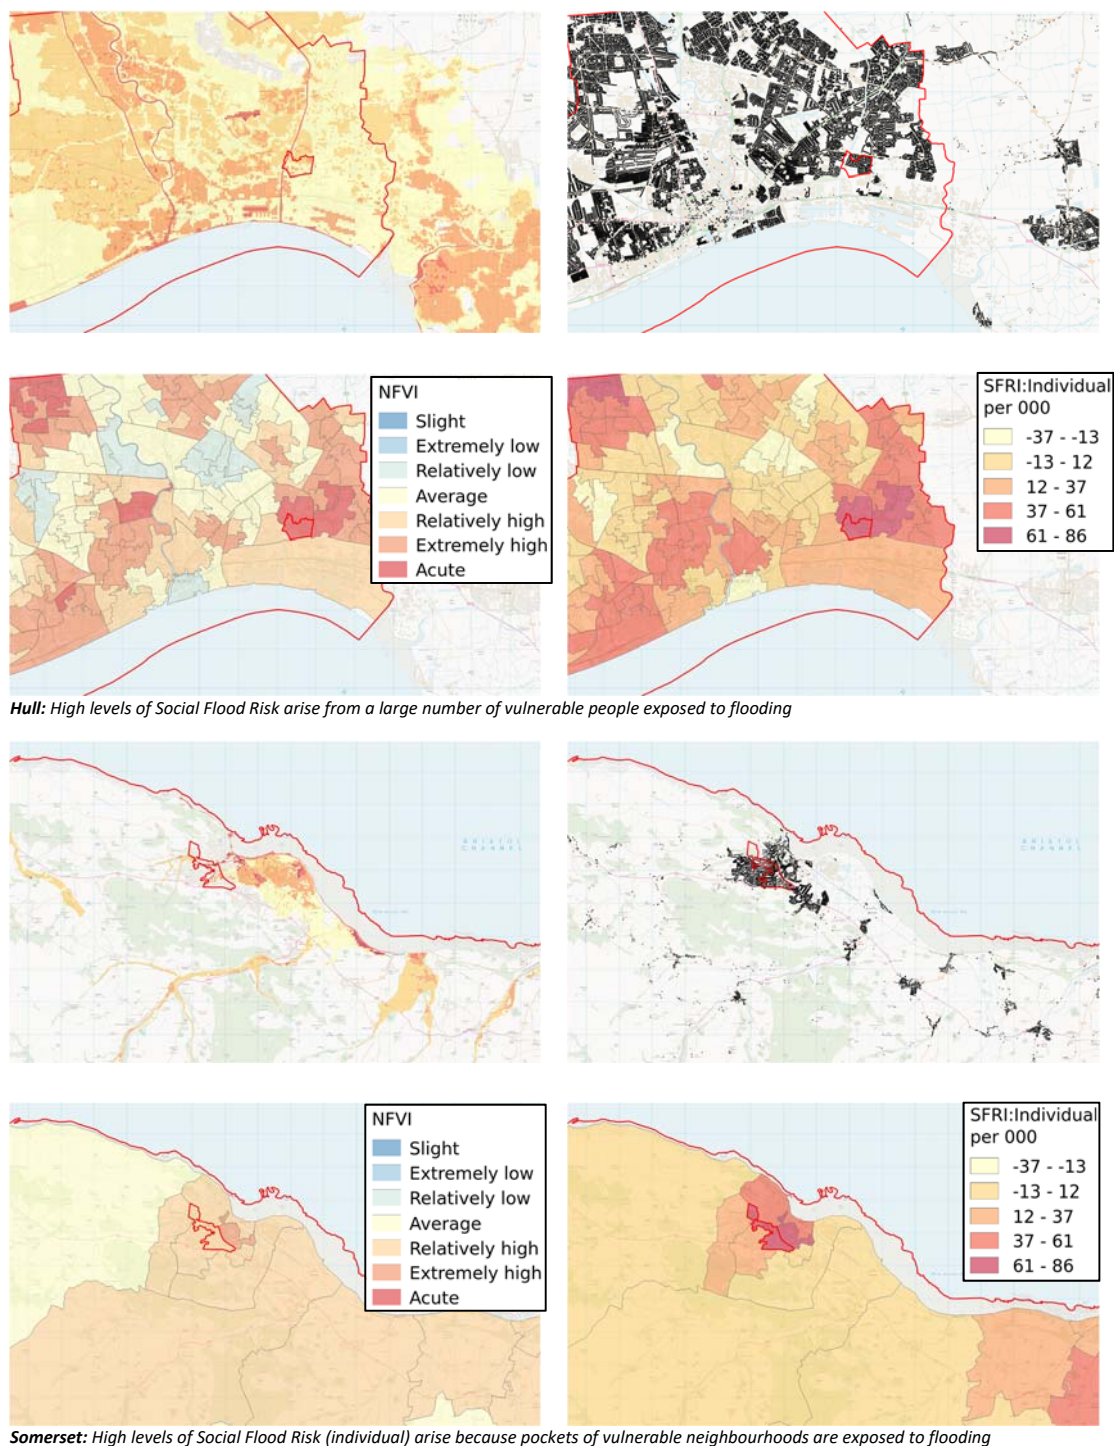 NFVI
Slight
Extremely low
Relatively low
Average
Relatively high
Extremely high
Acute
SFRI:Individual
per 000
-37 - -13
-13 - 12
12 - 37
37 - 61
61 - 86
Hull: High levels of Social Flood Risk arise from a large number of vulnerable people exposed to flooding
BRISTOL
CHANNEL
NFVI
Slight
Extremely low
Relatively low
Average
Relatively high
Extremely high
Acute
SFRI:Individual
per 000
-37 - -13
-13 - 12
12 - 37
37 - 61
61 - 86
Somerset: High levels of Social Flood Risk (individual) arise because pockets of vulnerable neighbourhoods are exposed to flooding